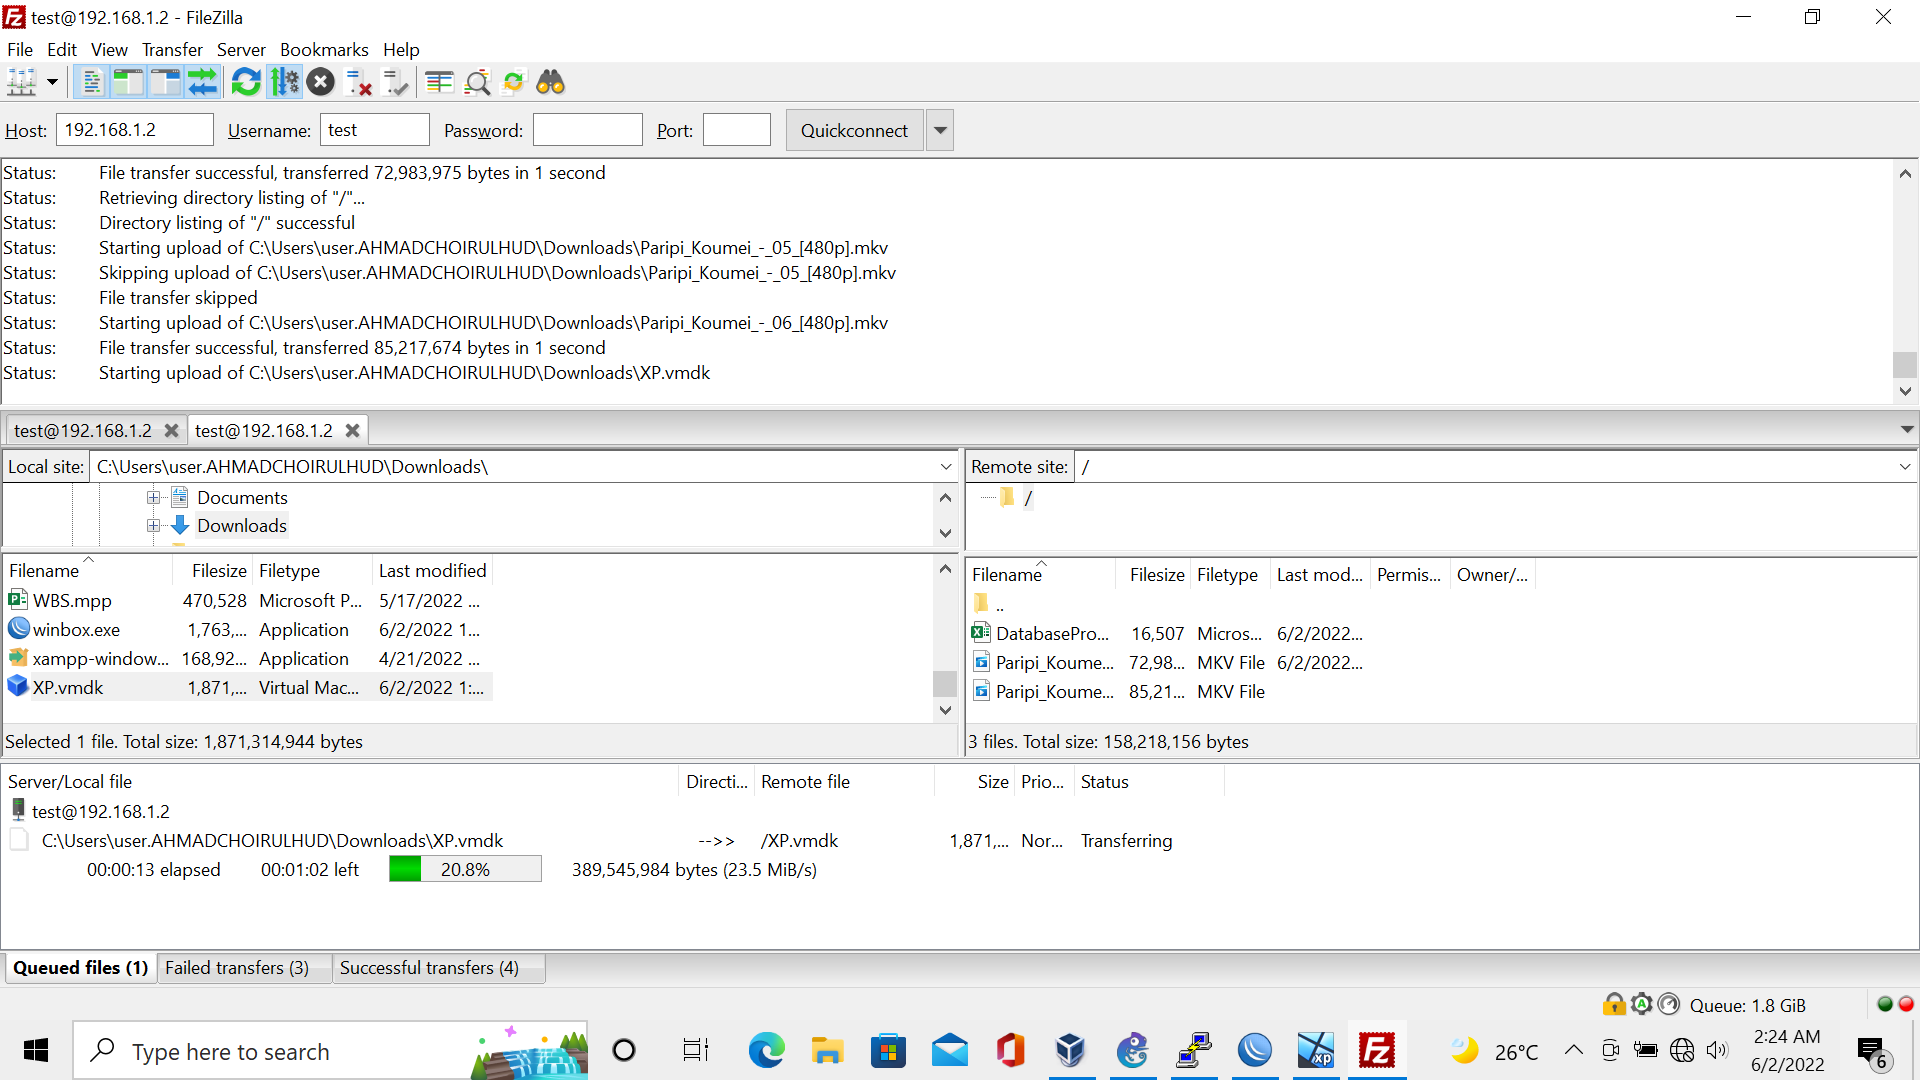 test@192.168.1.2 - FileZilla
File Edit View Transfer Server Bookmarks Help
Host: 192.168.1.2 Username: test Password: Port: Quickconnect
Status: File transfer successful, transferred 72,983,975 bytes in 1 second
Status: Retrieving directory listing of "/"...
Status: Directory listing of "/" successful
Status: Starting upload of C:\Users\user.AHMADCHOIRULHUD\Downloads\Paripi_Koumei_-_05_[480p].mkv
Status: Skipping upload of C:\Users\user.AHMADCHOIRULHUD\Downloads\Paripi_Koumei_-_05_[480p].mkv
Status: File transfer skipped
Status: Starting upload of C:\Users\user.AHMADCHOIRULHUD\Downloads\Paripi_Koumei_-_06_[480p].mkv
Status: File transfer successful, transferred 85,217,674 bytes in 1 second
Status: Starting upload of C:\Users\user.AHMADCHOIRULHUD\Downloads\XP.vmdk
test@192.168.1.2 test@192.168.1.2
Local site: C:\Users\user.AHMADCHOIRULHUD\Downloads\
Documents
Downloads
Filename Filesize Filetype Last modified
WBS.mpp 470,528 Microsoft P... 5/17/2022 ...
winbox.exe 1,763,... Application 6/2/2022 1...
xampp-window... 168,92... Application 4/21/2022 ...
XP.vmdk 1,871,... Virtual Mac... 6/2/2022 1:...
Selected 1 file. Total size: 1,871,314,944 bytes
Remote site: /
/
Filename Filesize Filetype Last mod... Permis... Owner/...
..
DatabasePro... 16,507 Micros... 6/2/2022...
Paripi_Koume... 72,98... MKV File 6/2/2022...
Paripi_Koume... 85,21... MKV File
3 files. Total size: 158,218,156 bytes
Server/Local file Directi... Remote file Size Prio... Status
test@192.168.1.2
C:\Users\user.AHMADCHOIRULHUD\Downloads\XP.vmdk -->> /XP.vmdk 1,871,... Nor... Transferring
00:00:13 elapsed 00:01:02 left 20.8% 389,545,984 bytes (23.5 MiB/s)
Queued files (1) Failed transfers (3) Successful transfers (4)
Queue: 1.8 GiB
Type here to search
xp
Fz
26°C
2:24 AM
6/2/2022
6